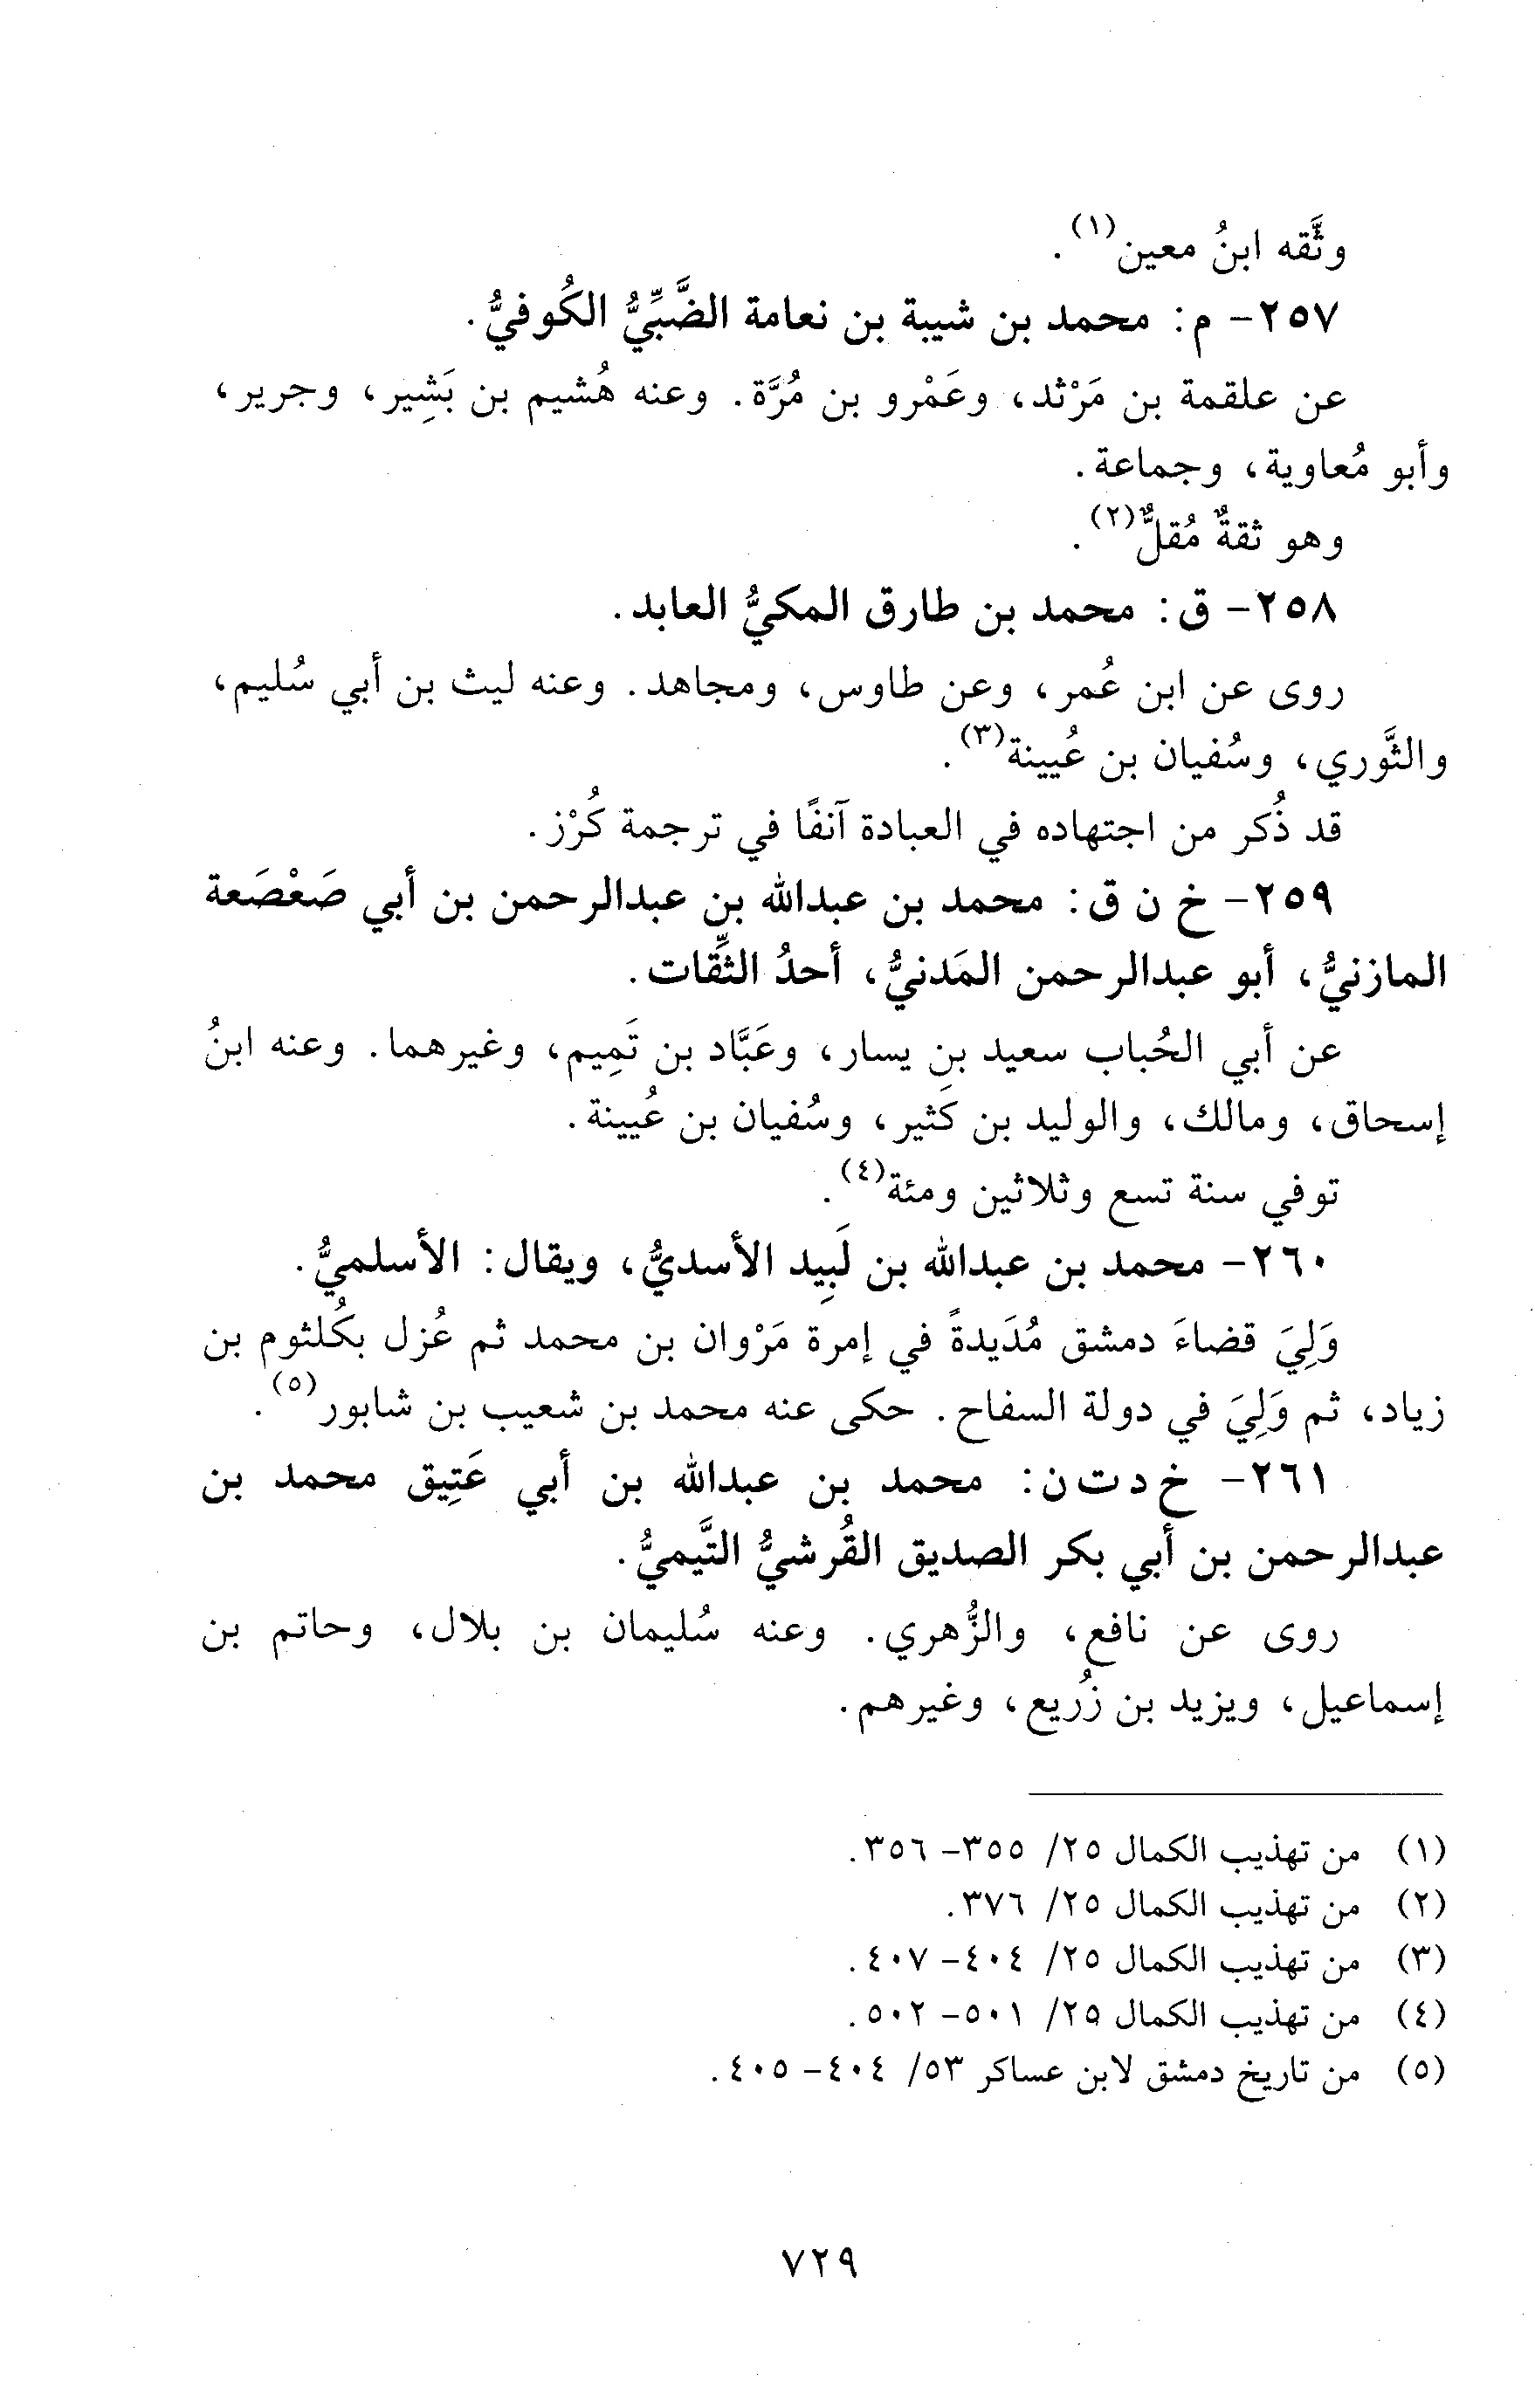 وثَّقه ابنُ معين(١).
٢٥٧- م: محمد بن شيبة بن نعامة الضَّبِّيُّ الكُوفيُّ.
عن علقمة بن مَرْثد، وعَمْرو بن مُرَّة. وعنه هُشيم بن بَشِير، وجرير،
وأبو مُعاوية، وجماعة.
وهو ثقةٌ مُقلٌّ(٢).
٢٥٨- ق: محمد بن طارق المكيُّ العابد.
روى عن ابن عُمر، وعن طاوس، ومجاهد. وعنه ليث بن أبي سُليم،
والثَّوري، وسُفيان بن عُيينة(٣).
قد ذُكر من اجتهاده في العبادة آنفًا في ترجمة كُرْز.
٢٥٩- خ ن ق: محمد بن عبدالله بن عبدالرحمن بن أبي صَعْصَعة
المازنيُّ، أبو عبدالرحمن المَدنيُّ، أحدُ الثِّقات.
عن أبي الحُباب سعيد بن يسار، وعَبَّاد بن تَمِيم، وغيرهما. وعنه ابنُ
إسحاق، ومالك، والوليد بن كَثير، وسُفيان بن عُيينة.
توفي سنة تسع وثلاثين ومئة(٤).
٢٦٠- محمد بن عبدالله بن لَبِيد الأسديُّ، ويقال: الأسلميُّ.
وَلِيَ قضاءَ دمشق مُدَيدةً في إمرة مَرْوان بن محمد ثم عُزل بكُلثوم بن
زياد، ثم وَلِيَ في دولة السفاح. حكى عنه محمد بن شعيب بن شابور(٥).
٢٦١- خ د ت ن: محمد بن عبدالله بن أبي عَتِيق محمد بن
عبدالرحمن بن أبي بكر الصديق القُرشيُّ التَّيميُّ.
روى عن نافع، والزُّهري. وعنه سُليمان بن بلال، وحاتم بن
إسماعيل، ويزيد بن زُريع، وغيرهم.
(١) من تهذيب الكمال ٢٥/ ٣٥٥- ٣٥٦.
(٢) من تهذيب الكمال ٢٥/ ٣٧٦.
(٣) من تهذيب الكمال ٢٥/ ٤٠٤- ٤٠٧.
(٤) من تهذيب الكمال ٢٥/ ٥٠١- ٥٠٢.
(٥) من تاريخ دمشق لابن عساكر ٥٣/ ٤٠٤- ٤٠٥.
٧٢٩